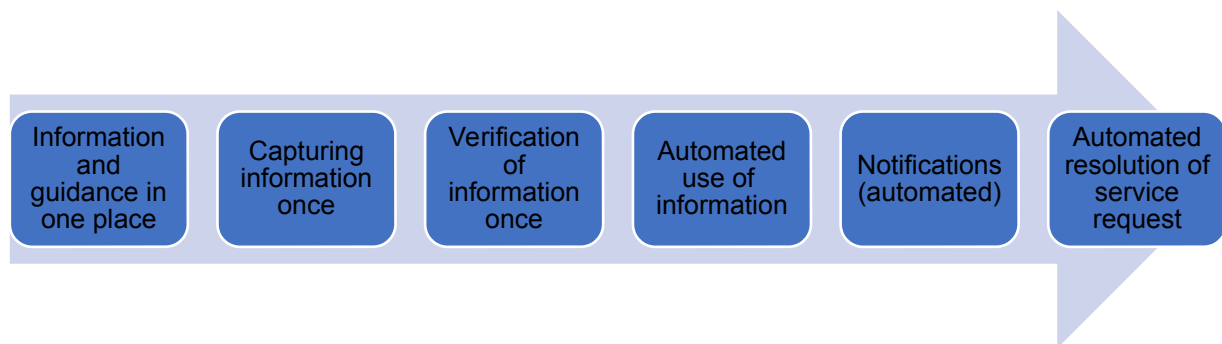 Information
and
guidance in
one place
Capturing
information
once
Verification
of
information
once
Automated
use of
information
Notifications
(automated)
Automated
resolution of
service
request